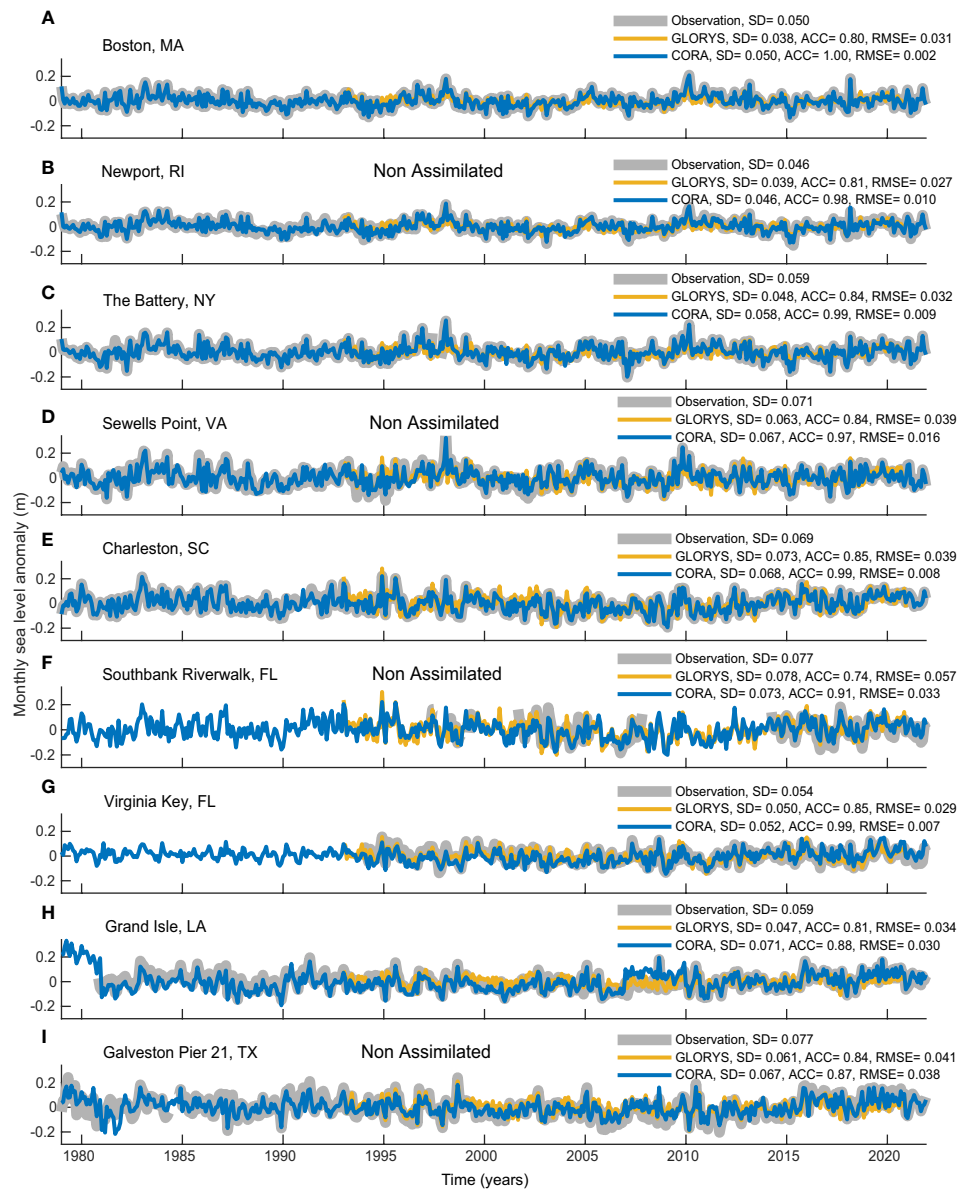 A
Boston, MA
Observation, SD= 0.050
GLORYS, SD= 0.038, ACC= 0.80, RMSE= 0.031
CORA, SD= 0.050, ACC= 1.00, RMSE= 0.002
0.2
0
-0.2
B
Newport, RI
Non Assimilated
Observation, SD= 0.046
GLORYS, SD= 0.039, ACC= 0.81, RMSE= 0.027
CORA, SD= 0.046, ACC= 0.98, RMSE= 0.010
0.2
0
-0.2
C
The Battery, NY
Observation, SD= 0.059
GLORYS, SD= 0.048, ACC= 0.84, RMSE= 0.032
CORA, SD= 0.058, ACC= 0.99, RMSE= 0.009
0.2
0
-0.2
D
Sewells Point, VA
Non Assimilated
Observation, SD= 0.071
GLORYS, SD= 0.063, ACC= 0.84, RMSE= 0.039
CORA, SD= 0.067, ACC= 0.97, RMSE= 0.016
0.2
0
-0.2
Monthly sea level anomaly (m)
E
Charleston, SC
Observation, SD= 0.069
GLORYS, SD= 0.073, ACC= 0.85, RMSE= 0.039
CORA, SD= 0.068, ACC= 0.99, RMSE= 0.008
0.2
0
-0.2
F
Southbank Riverwalk, FL
Non Assimilated
Observation, SD= 0.077
GLORYS, SD= 0.078, ACC= 0.74, RMSE= 0.057
CORA, SD= 0.073, ACC= 0.91, RMSE= 0.033
0.2
0
-0.2
G
Virginia Key, FL
Observation, SD= 0.054
GLORYS, SD= 0.050, ACC= 0.85, RMSE= 0.029
CORA, SD= 0.052, ACC= 0.99, RMSE= 0.007
0.2
0
-0.2
H
Grand Isle, LA
Observation, SD= 0.059
GLORYS, SD= 0.047, ACC= 0.81, RMSE= 0.034
CORA, SD= 0.071, ACC= 0.88, RMSE= 0.030
0.2
0
-0.2
I
Galveston Pier 21, TX
Non Assimilated
Observation, SD= 0.077
GLORYS, SD= 0.061, ACC= 0.84, RMSE= 0.041
CORA, SD= 0.067, ACC= 0.87, RMSE= 0.038
0.2
0
-0.2
1980 1985 1990 1995 2000 2005 2010 2015 2020
Time (years)